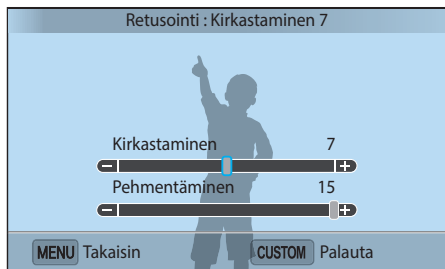 Retusointi : Kirkastaminen 7
Kirkastaminen 7
Pehmentäminen 15
MENU Takaisin CUSTOM Palauta